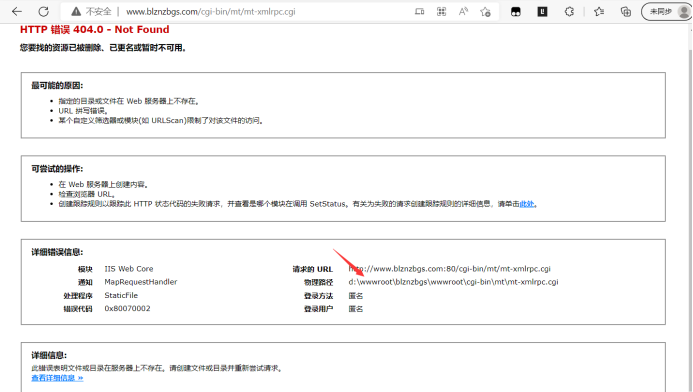 不安全 www.blznzbgs.com/cgi-bin/mt/mt-xmlrpc.cgi 未同步
HTTP 错误 404.0 - Not Found
您要找的资源已被删除、已更名或暂时不可用。
最可能的原因:
指定的目录或文件在 Web 服务器上不存在。
URL 拼写错误。
某个自定义筛选器或模块(如 URLScan)限制了对该文件的访问。
可尝试的操作:
在 Web 服务器上创建内容。
检查浏览器 URL。
创建跟踪规则以跟踪此 HTTP 状态代码的失败请求，并查看是哪个模块在调用 SetStatus。有关为失败的请求创建跟踪规则的详细信息，请单击此处。
详细错误信息:
模块 IIS Web Core 请求的 URL http://www.blznzbgs.com:80/cgi-bin/mt/mt-xmlrpc.cgi
通知 MapRequestHandler 物理路径 d:\wwwroot\blznzbgs\wwwroot\cgi-bin\mt\mt-xmlrpc.cgi
处理程序 StaticFile 登录方法 匿名
错误代码 0x80070002 登录用户 匿名
详细信息:
此错误表明文件或目录在服务器上不存在。请创建文件或目录并重新尝试请求。
查看详细信息 »